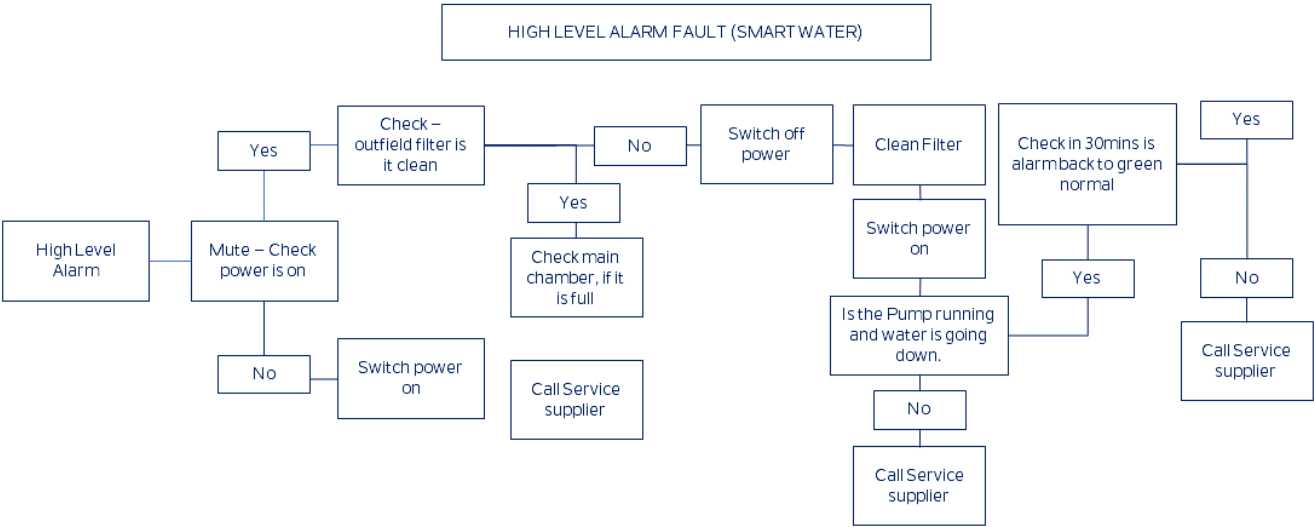 HIGH LEVEL ALARM FAULT (SMART WATER)
High Level
Alarm
Mute – Check
power is on
Yes
No
Check –
outfield filter is
it clean
Switch power
on
Yes
Check main
chamber, if it
is full
Call Service
supplier
No
Switch off
power
Clean Filter
Switch power
on
Is the Pump running
and water is going
down.
No
Call Service
supplier
Yes
Check in 30mins is
alarm back to green
normal
Yes
No
Call Service
supplier